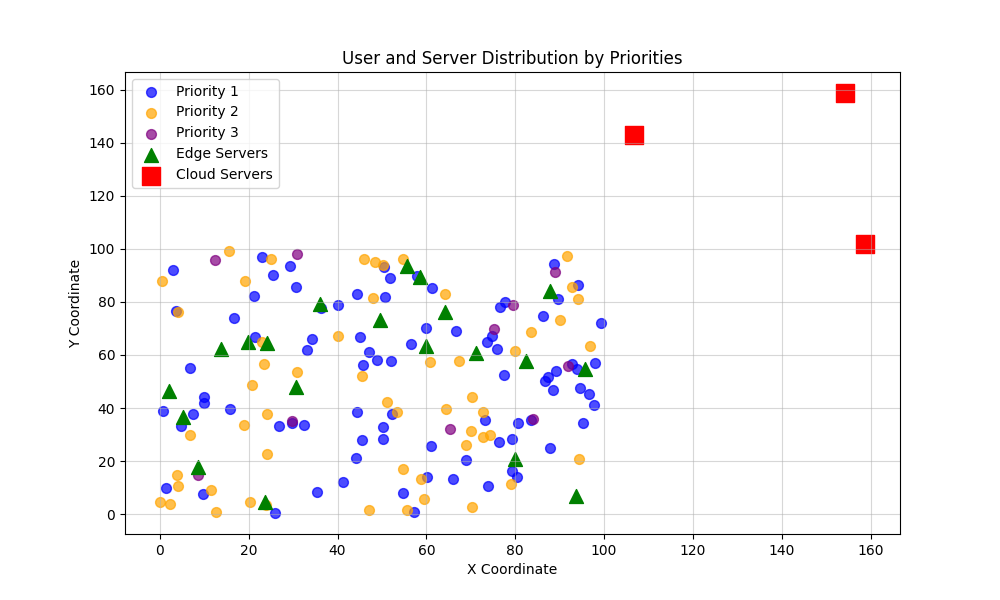 User and Server Distribution by Priorities
Priority 1
Priority 2
Priority 3
Edge Servers
Cloud Servers
Y Coordinate
160
140
120
100
80
60
40
20
0
0 20 40 60 80 100 120 140 160
X Coordinate